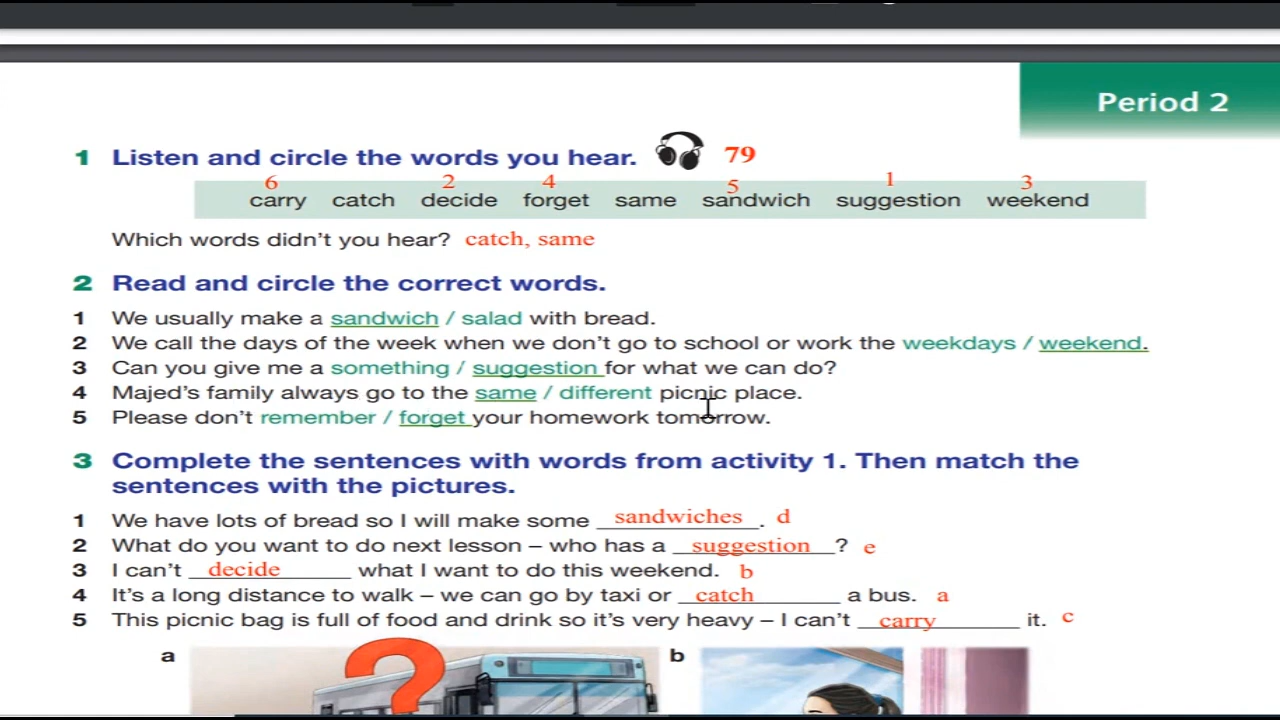 Period 2
1 Listen and circle the words you hear. 79
6 2 4 5 1 3
carry catch decide forget same sandwich suggestion weekend
Which words didn't you hear? catch, same
2 Read and circle the correct words.
1 We usually make a sandwich / salad with bread.
2 We call the days of the week when we don't go to school or work the weekdays / weekend.
3 Can you give me a something / suggestion for what we can do?
4 Majed's family always go to the same / different picnic place.
5 Please don't remember / forget your homework tomorrow.
3 Complete the sentences with words from activity 1. Then match the
sentences with the pictures.
1 We have lots of bread so I will make some sandwiches. d
2 What do you want to do next lesson – who has a suggestion? e
3 I can't decide what I want to do this weekend. b
4 It's a long distance to walk – we can go by taxi or catch a bus. a
5 This picnic bag is full of food and drink so it's very heavy – I can't carry it. c
a b
?